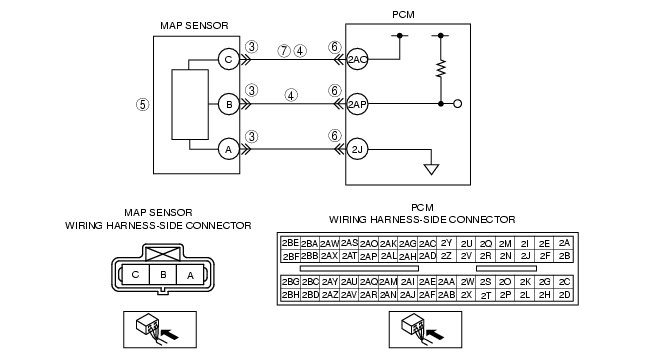 PCM
MAP SENSOR
C 3 7 4 6 2AO
5 B 3 4 6 2AP
A 3 6 2J
MAP SENSOR
WIRING HARNESS-SIDE CONNECTOR
C B A
PCM
WIRING HARNESS-SIDE CONNECTOR
2BE 2BA 2AW 2AS 2AO 2AK 2AG 2AC 2Y 2U 2Q 2M 2I 2E 2A
2BF 2BB 2AX 2AT 2AP 2AL 2AH 2AD 2Z 2V 2R 2N 2J 2F 2B
2BG 2BC 2AY 2AU 2AQ 2AM 2AI 2AE 2AA 2W 2S 2O 2K 2G 2C
2BH 2BD 2AZ 2AV 2AR 2AN 2AJ 2AF 2AB 2X 2T 2P 2L 2H 2D